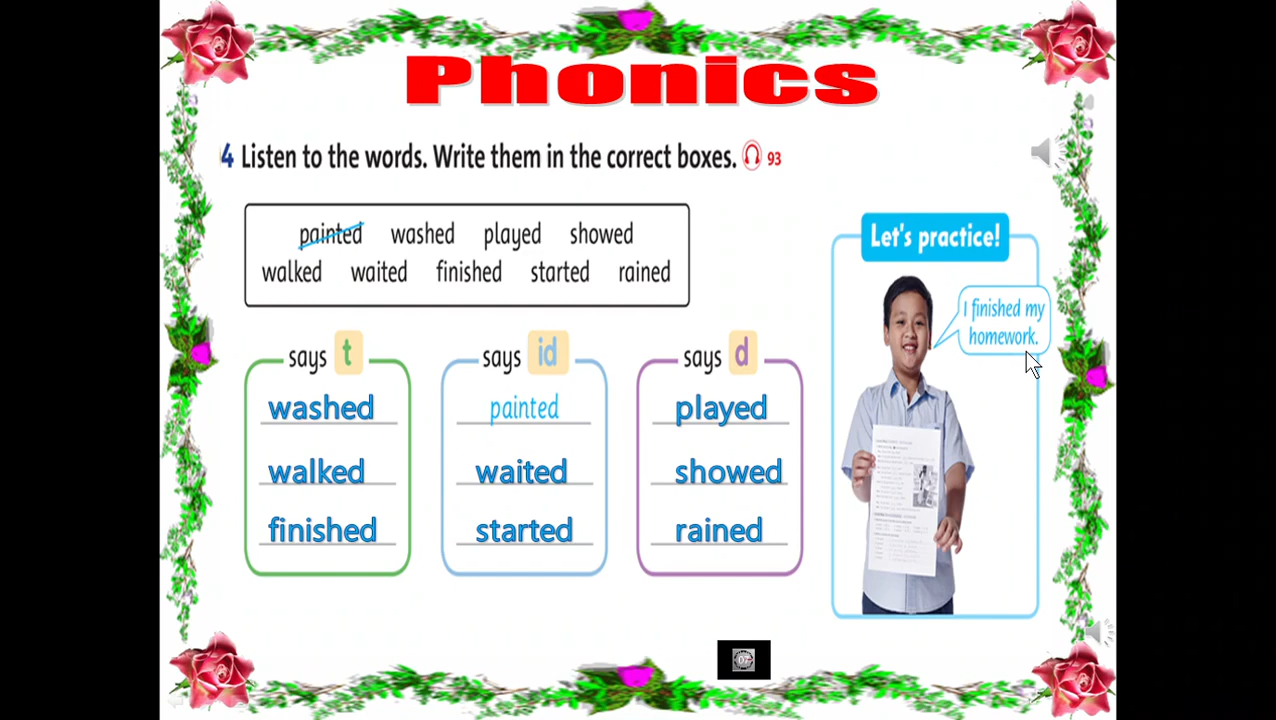 Phonics
4 Listen to the words. Write them in the correct boxes. 93
painted washed played showed
walked waited finished started rained
Let's practice!
I finished my
homework.
says t
washed
walked
finished
says id
painted
waited
started
says d
played
showed
rained